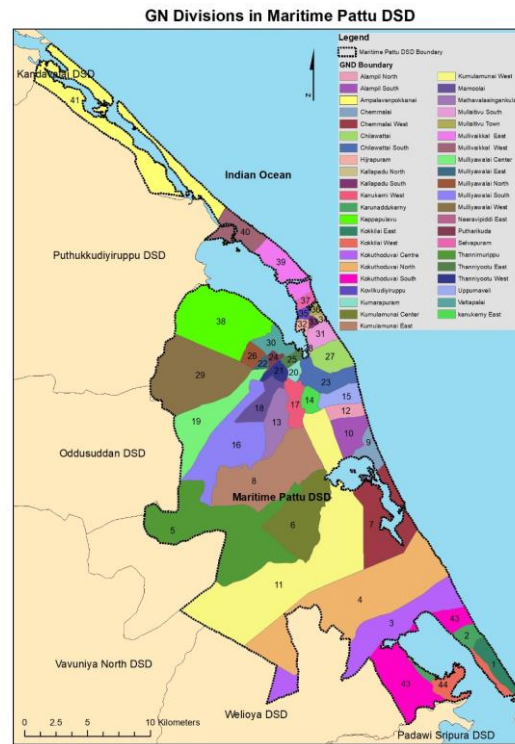 GN Divisions in Maritime Pattu DSD
Legend
Maritime Pattu DSD Boundary
GND Boundary
Alampil North
Alampil South
Ampalavanpokkanai
Chemmalai
Chemmalai West
Chilawattai
Chilawattai South
Hijrapuram
Kallapadu North
Kallapadu South
Kanukerni West
Karunaddukerny
Kappapulavu
Kokkilai East
Kokkilai West
Kokuthoduvai Centre
Kokuthoduvai North
Kokuthoduvai South
Kovilkudiyiruppu
Kumarapuram
Kumulamunai Center
Kumulamunai East
Kumulamunai West
Mamoolai
Mathavalasingankulu
Mullaitivu South
Mullaitivu Town
Mullivaikkal East
Mullivaikkal West
Mulliyawalai Center
Mulliyawalai East
Mulliyawalai North
Mulliyawalai South
Mulliyawalai West
Neeravipiddi East
Putharikuda
Selvapuram
Thannimurippu
Thanniyootu East
Thanniyootu West
Uppumaveli
Vattapalai
kanukerny East
Kandavalai DSD
41
Indian Ocean
40
Puthukkudiyiruppu DSD
39
37
35
32
31
38
30
26
24
25
27
22
21
20
29
23
18
17
14
15
19
13
12
10
16
9
8
Maritime Pattu DSD
Oddusuddan DSD
5
6
7
11
4
3
43
2
1
Vavuniya North DSD
43
44
Welioya DSD
0 2.5 5 10 Kilometers
Padawi Sripura DSD